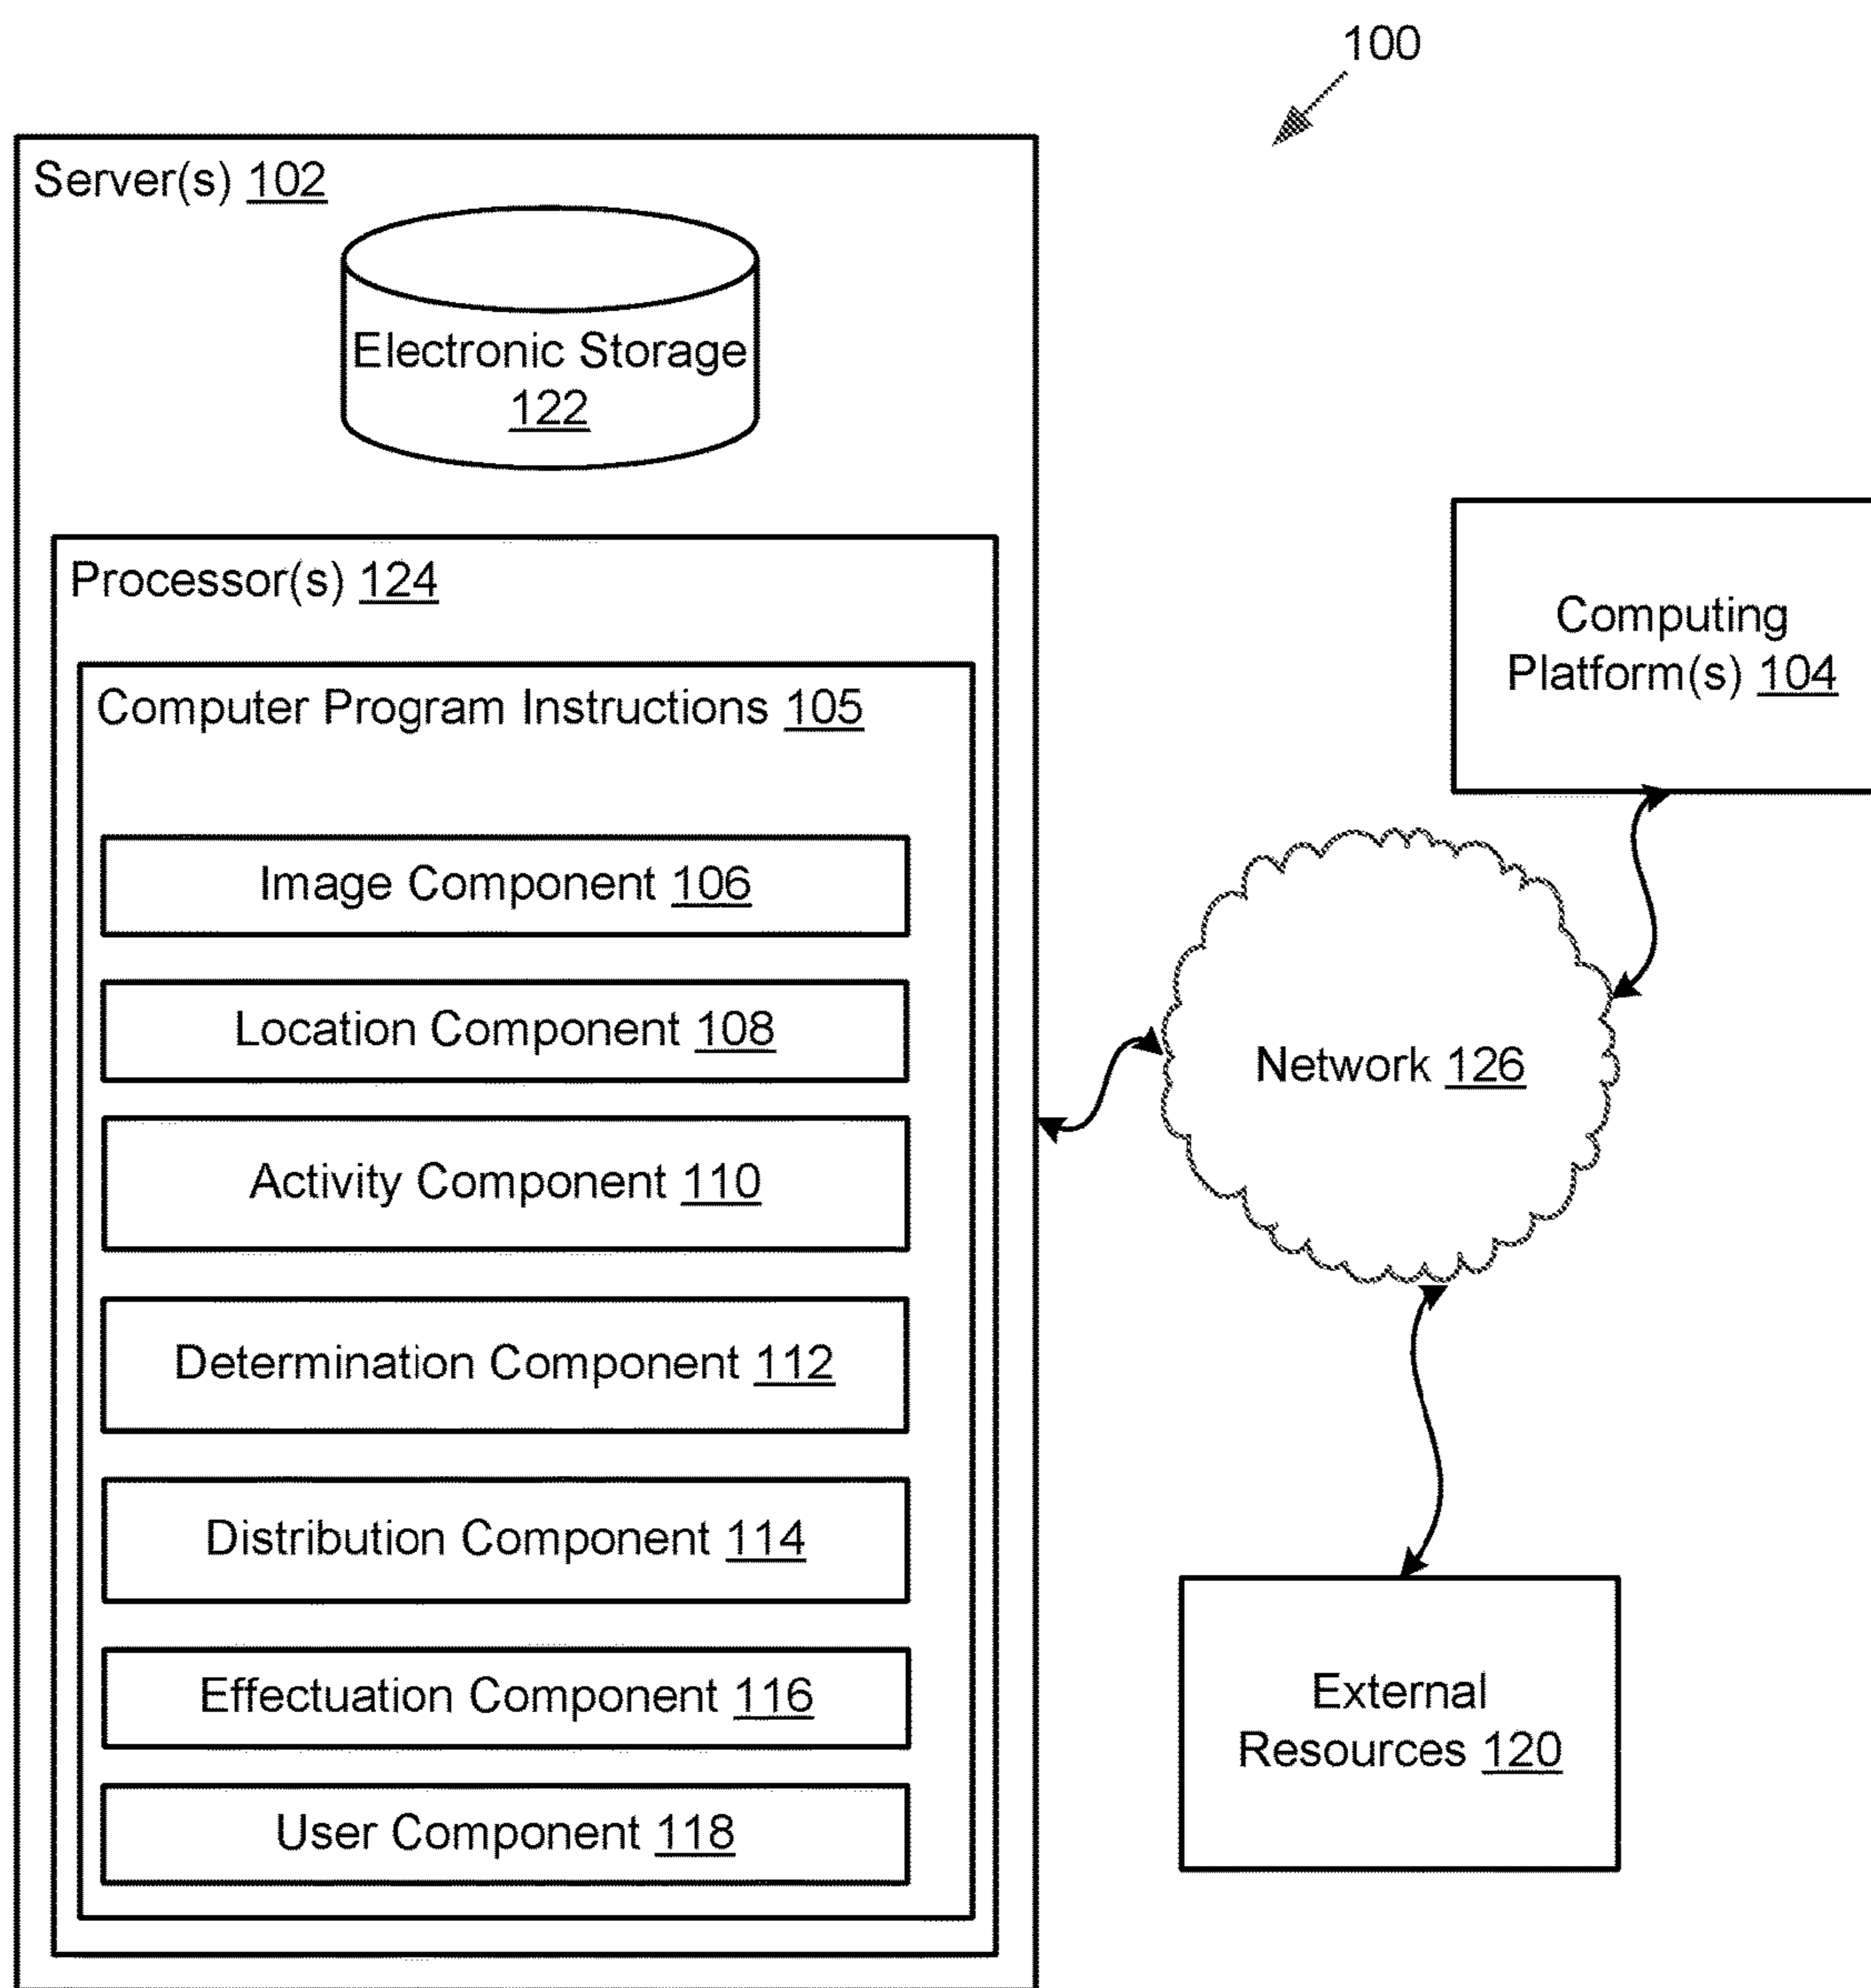 100
Server(s) 102
Electronic Storage
122
Processor(s) 124
Computer Program Instructions 105
Image Component 106
Location Component 108
Activity Component 110
Determination Component 112
Distribution Component 114
Effectuation Component 116
User Component 118
Computing
Platform(s) 104
Network 126
External
Resources 120